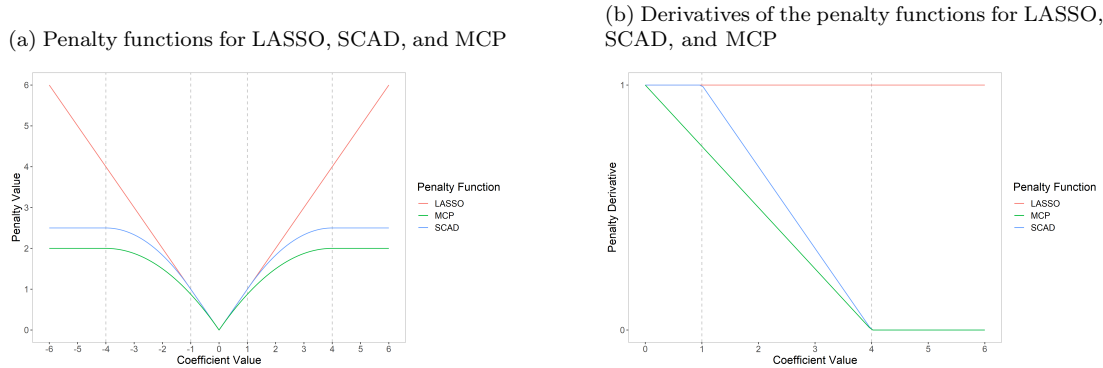 (a) Penalty functions for LASSO, SCAD, and MCP
6
5
4
3
2
1
0
Penalty Value
-6 -5 -4 -3 -2 -1 0 1 2 3 4 5 6
Coefficient Value
Penalty Function
LASSO
MCP
SCAD
(b) Derivatives of the penalty functions for LASSO,
SCAD, and MCP
1
0
Penalty Derivative
0 1 2 3 4 5 6
Coefficient Value
Penalty Function
LASSO
MCP
SCAD